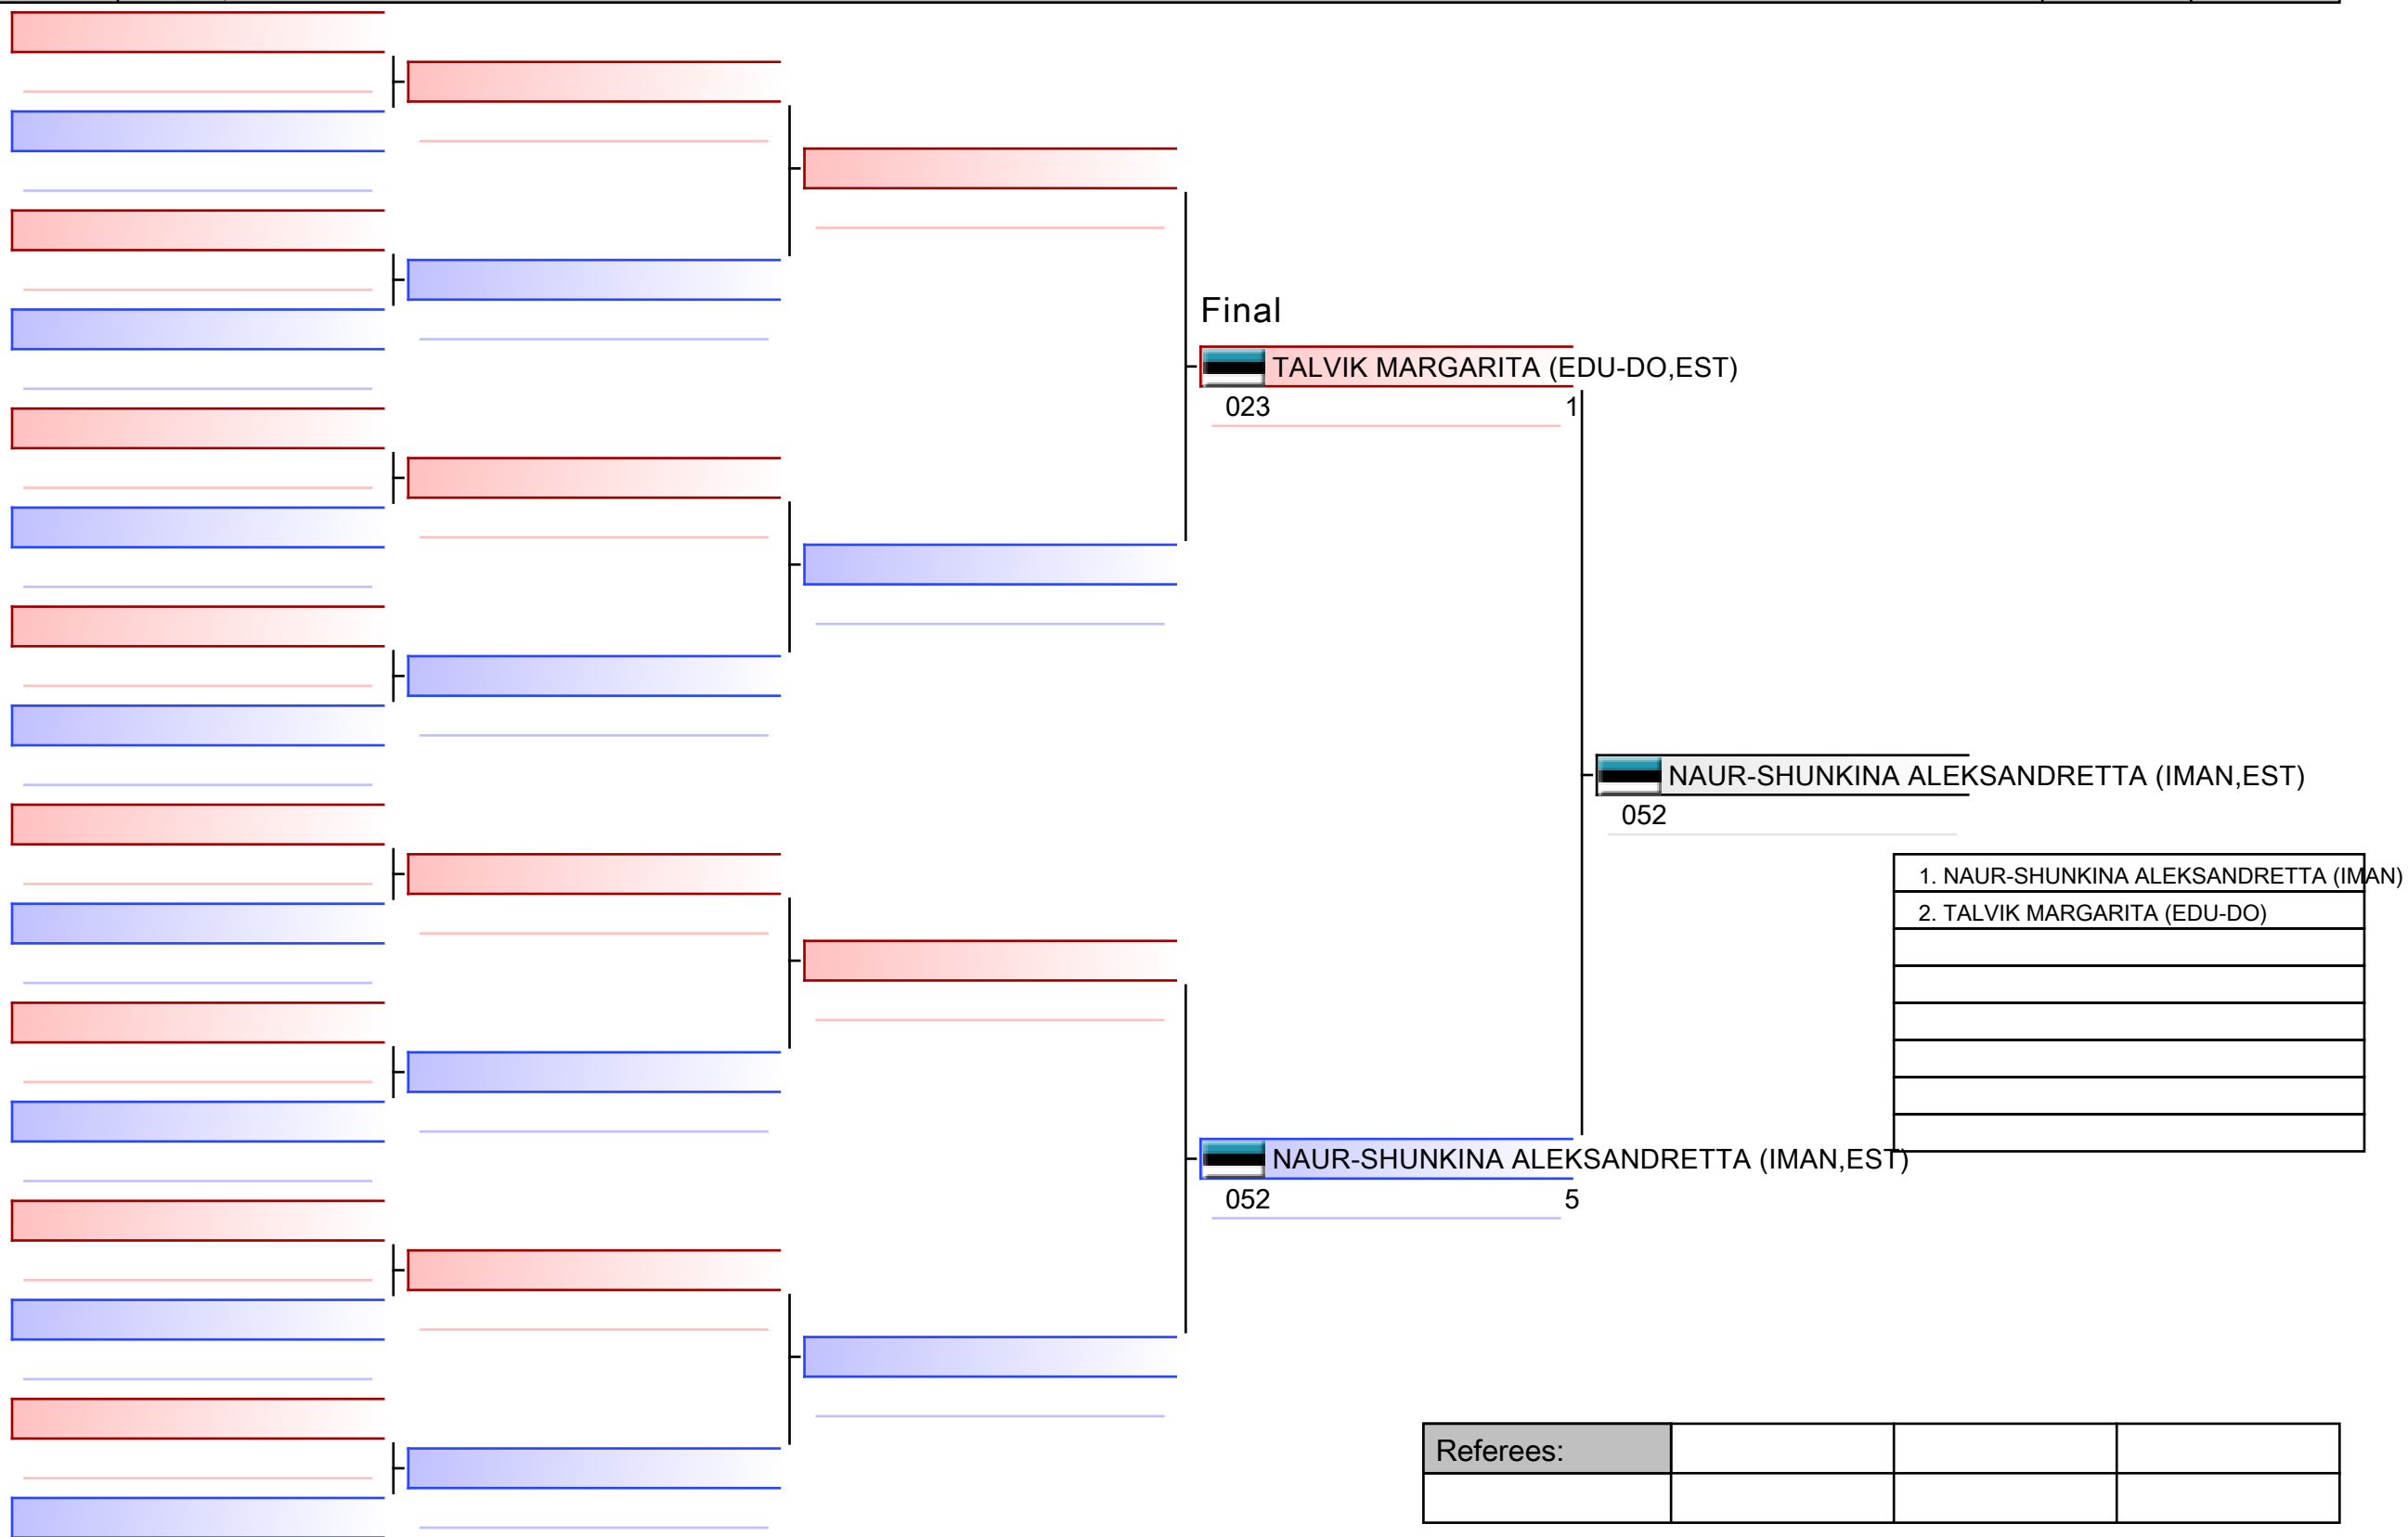 Final
TALVIK MARGARITA (EDU-DO,EST)
023 1
NAUR-SHUNKINA ALEKSANDRETTA (IMAN,EST)
052
1. NAUR-SHUNKINA ALEKSANDRETTA (IMAN)
2. TALVIK MARGARITA (EDU-DO)
NAUR-SHUNKINA ALEKSANDRETTA (IMAN,EST)
052 5
Referees: